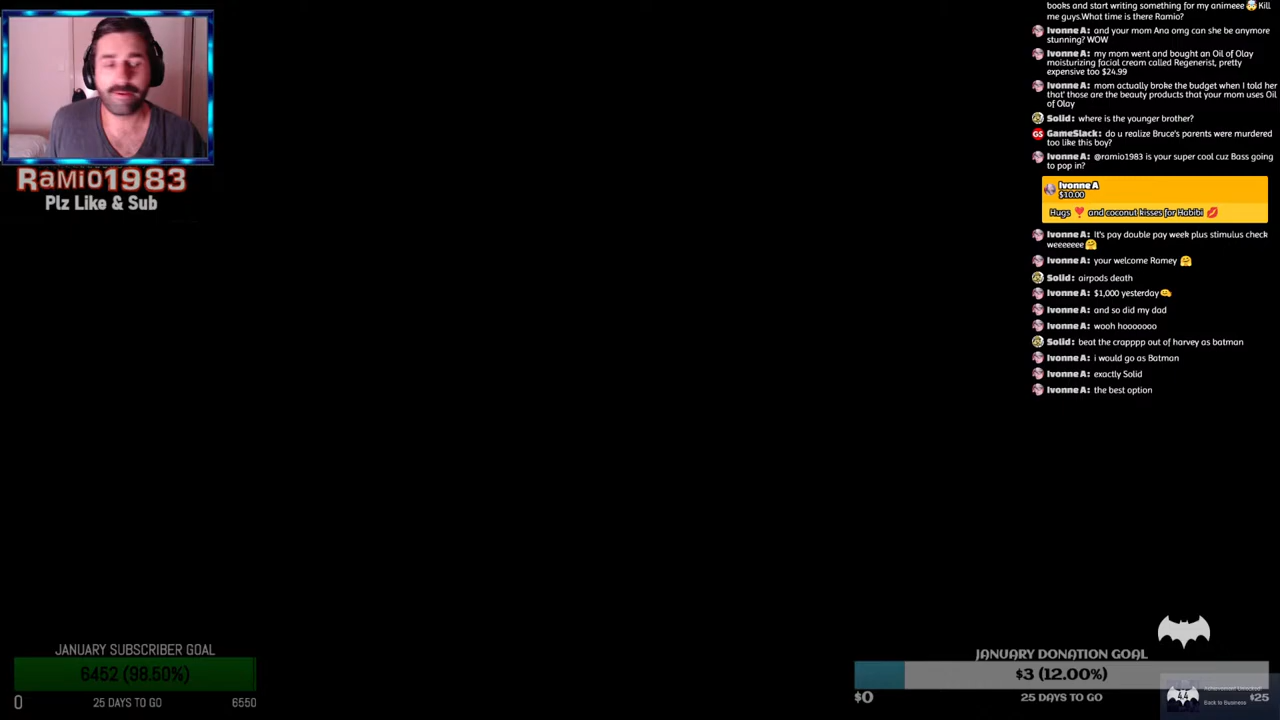 RaMiO1983
Plz Like & Sub
books and start writing something for my animeee 🤯Kill
me guys.What time is there Ramio?
Ivonne A: and your mom Ana omg can she be anymore
stunning? WOW
Ivonne A: my mom went and bought an Oil of Olay
moisturizing facial cream called Regenerist, pretty
expensive too $24.99
Ivonne A: mom actually broke the budget when I told her
that' those are the beauty products that your mom uses Oil
of Olay
Solid: where is the younger brother?
GS GameSlack: do u realize Bruce's parents were murdered
too like this boy?
Ivonne A: @ramio1983 is your super cool cuz Bass going
to pop in?
Ivonne A
$10.00
Hugs ❣️ and coconut kisses for Habibi 💋
Ivonne A: It's pay double pay week plus stimulus check
weeeeeee🤗
Ivonne A: your welcome Ramey 🤗
Solid: airpods death
Ivonne A: $1,000 yesterday🤏
Ivonne A: and so did my dad
Ivonne A: wooh hooooooo
Solid: beat the crapppp out of harvey as batman
Ivonne A: i would go as Batman
Ivonne A: exactly Solid
Ivonne A: the best option
JANUARY SUBSCRIBER GOAL
6452 (98.50%)
0 25 DAYS TO GO 6550
JANUARY DONATION GOAL
$3 (12.00%)
$0 25 DAYS TO GO $25
Achievement Unlocked
Back to Business